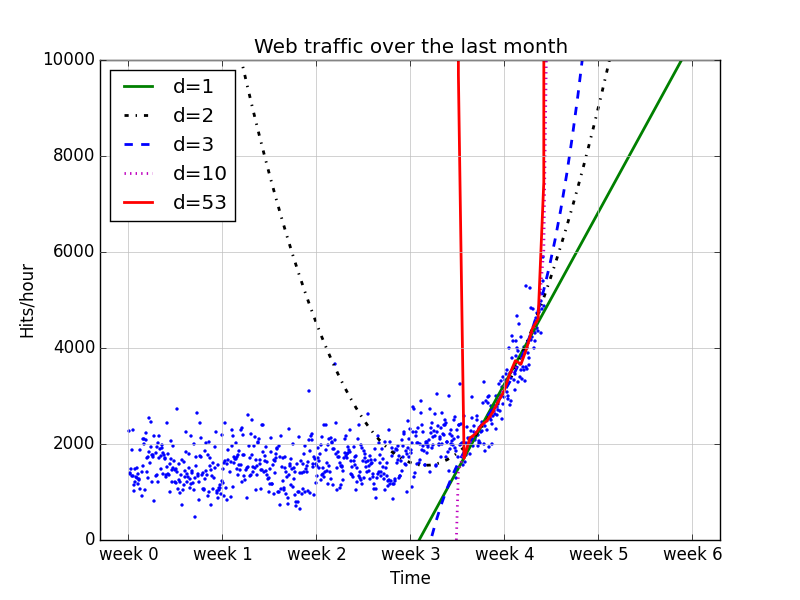 Web traffic over the last month
10000
8000
6000
4000
2000
0
Hits/hour
d=1
d=2
d=3
d=10
d=53
week 0 week 1 week 2 week 3 week 4 week 5 week 6
Time